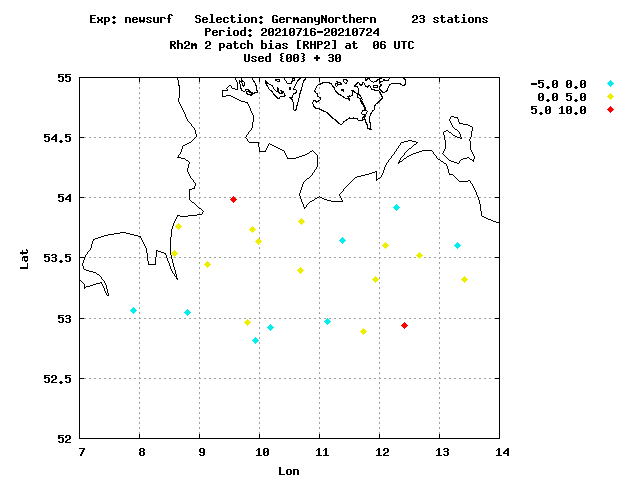 Exp: newsurf   Selection: GermanyNorthern     23 stations
Period: 20210716-20210724
Rh2m 2 patch bias [RHP2] at  06 UTC
Used {00} + 30
55
54.5
54
53.5
53
52.5
52
Lat
7 8 9 10 11 12 13 14
Lon
-5.0 0.0
0.0 5.0
5.0 10.0